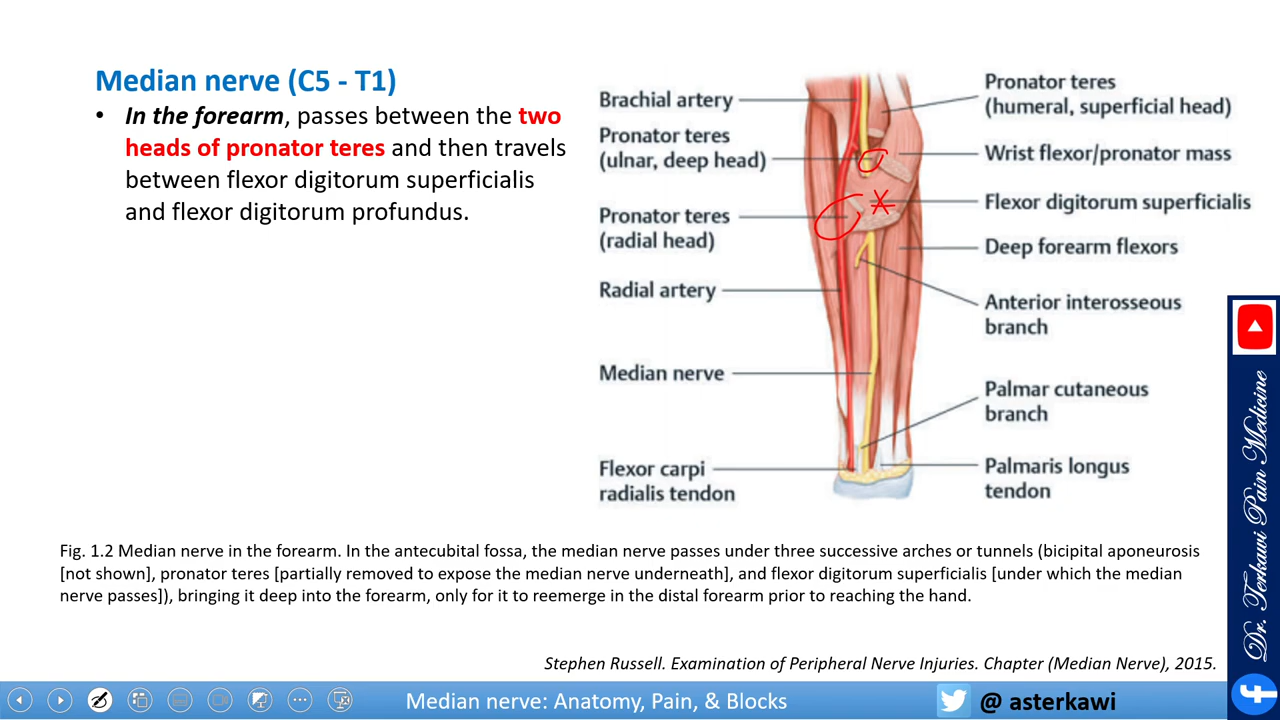 Median nerve (C5 - T1)
• In the forearm, passes between the two
heads of pronator teres and then travels
between flexor digitorum superficialis
and flexor digitorum profundus.
Brachial artery
Pronator teres
(ulnar, deep head)
Pronator teres
(radial head)
Radial artery
Median nerve
Flexor carpi
radialis tendon
Pronator teres
(humeral, superficial head)
Wrist flexor/pronator mass
Flexor digitorum superficialis
Deep forearm flexors
Anterior interosseous
branch
Palmar cutaneous
branch
Palmaris longus
tendon
Fig. 1.2 Median nerve in the forearm. In the antecubital fossa, the median nerve passes under three successive arches or tunnels (bicipital aponeurosis
[not shown], pronator teres [partially removed to expose the median nerve underneath], and flexor digitorum superficialis [under which the median
nerve passes]), bringing it deep into the forearm, only for it to reemerge in the distal forearm prior to reaching the hand.
Stephen Russell. Examination of Peripheral Nerve Injuries. Chapter (Median Nerve), 2015.
Median nerve: Anatomy, Pain, & Blocks
@ asterkawi
Dr. Terkawi Pain Medicine